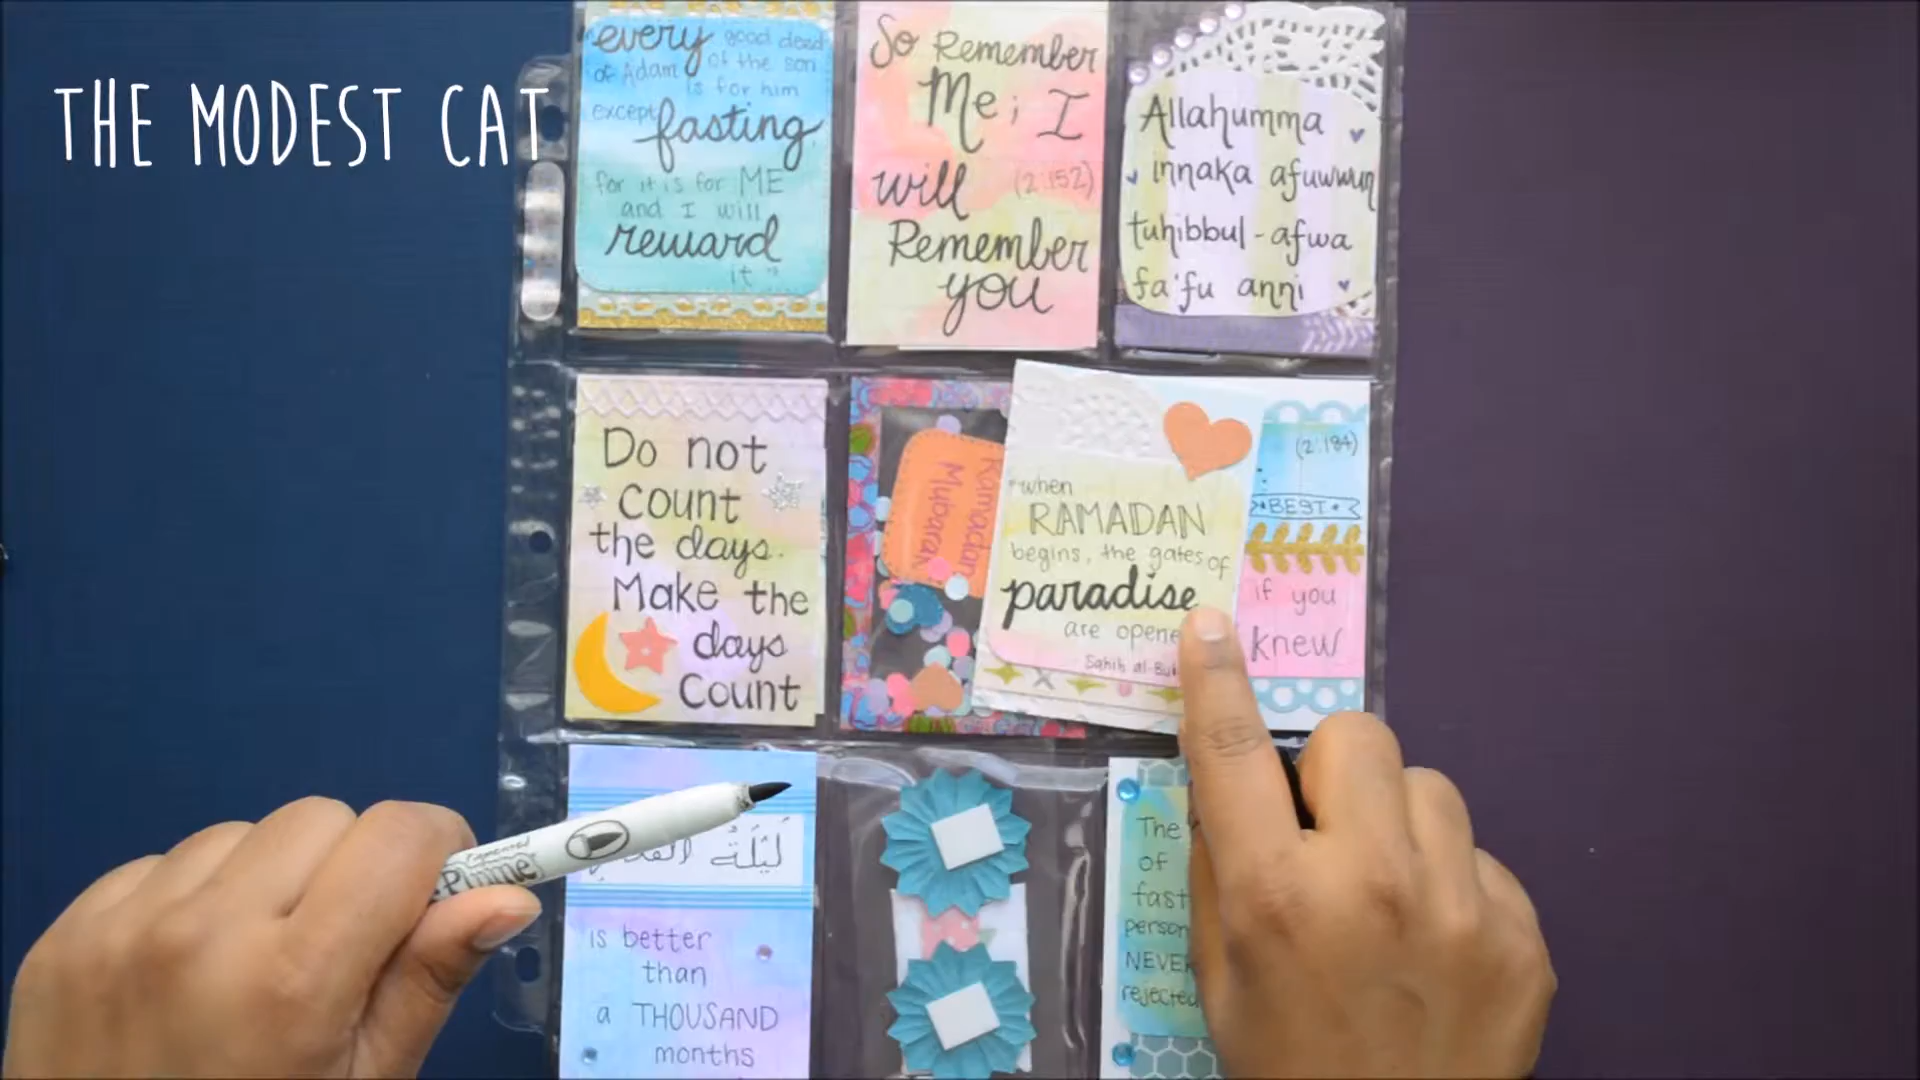 THE MODEST CAT
every good deed
of Adam of the son
is for him
except fasting,
for it is for ME
and I will
reward
it"
So Remember
Me; I
will (2:152)
Remember
you
Allahumma
innaka afuwwun
tuhibbul-afwa
fa'fu anni
Do not
count
the days.
Make the
days
Count
Ramadan
Mubarak
"when
RAMADAN
begins, the gates of
paradise
are opene
Sahih al-Buk
(2:184)
BEST
if you
knew
لَيْلَةُ
is better
than
a THOUSAND
months
The
of
fast
person
NEVER
rejected